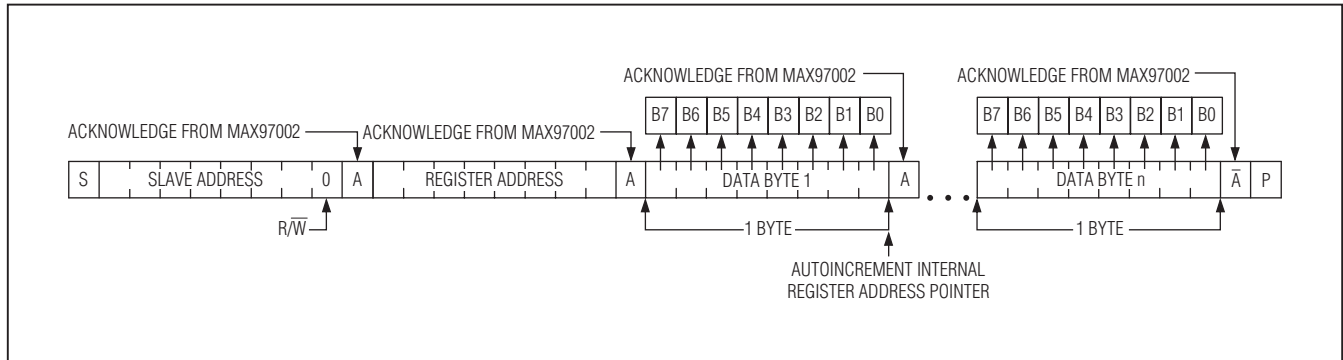 ACKNOWLEDGE FROM MAX97002
ACKNOWLEDGE FROM MAX97002
B7 B6 B5 B4 B3 B2 B1 B0
B7 B6 B5 B4 B3 B2 B1 B0
ACKNOWLEDGE FROM MAX97002
ACKNOWLEDGE FROM MAX97002
S SLAVE ADDRESS 0 A REGISTER ADDRESS A DATA BYTE 1 A • • • DATA BYTE n A̅ P
R/W̅
1 BYTE
1 BYTE
AUTOINCREMENT INTERNAL
REGISTER ADDRESS POINTER